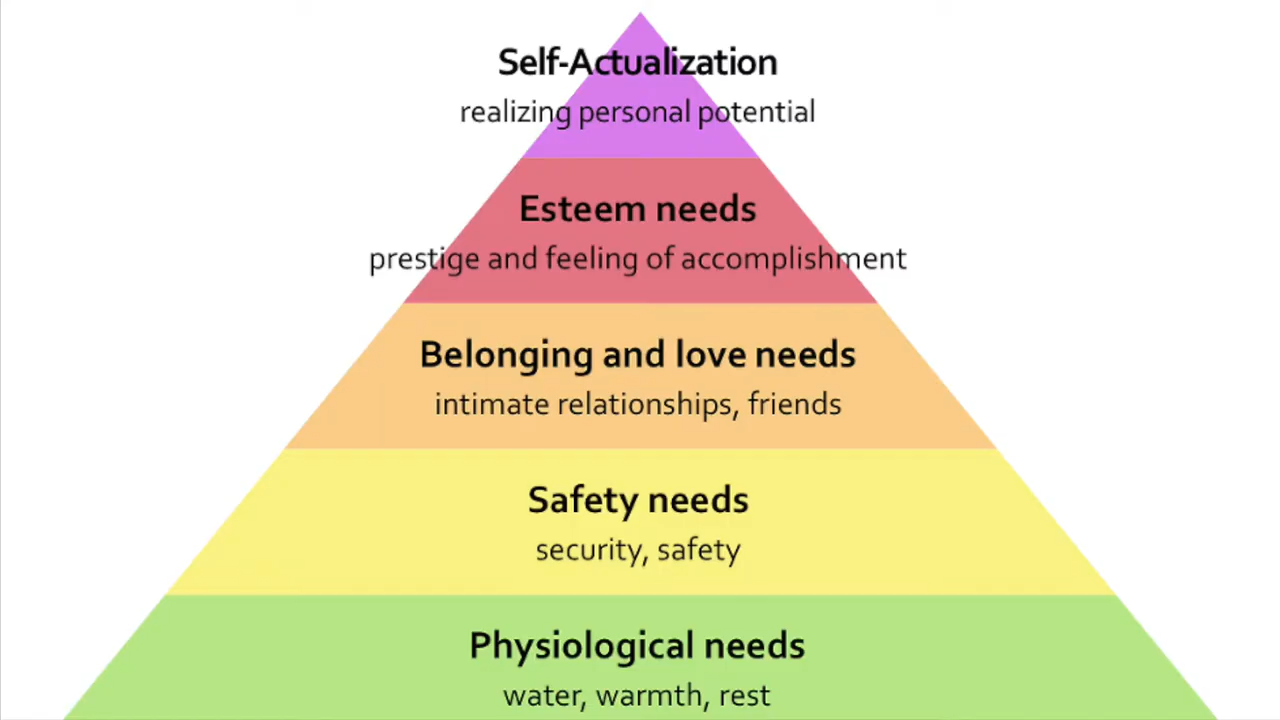 Self-Actualization
realizing personal potential
Esteem needs
prestige and feeling of accomplishment
Belonging and love needs
intimate relationships, friends
Safety needs
security, safety
Physiological needs
water, warmth, rest